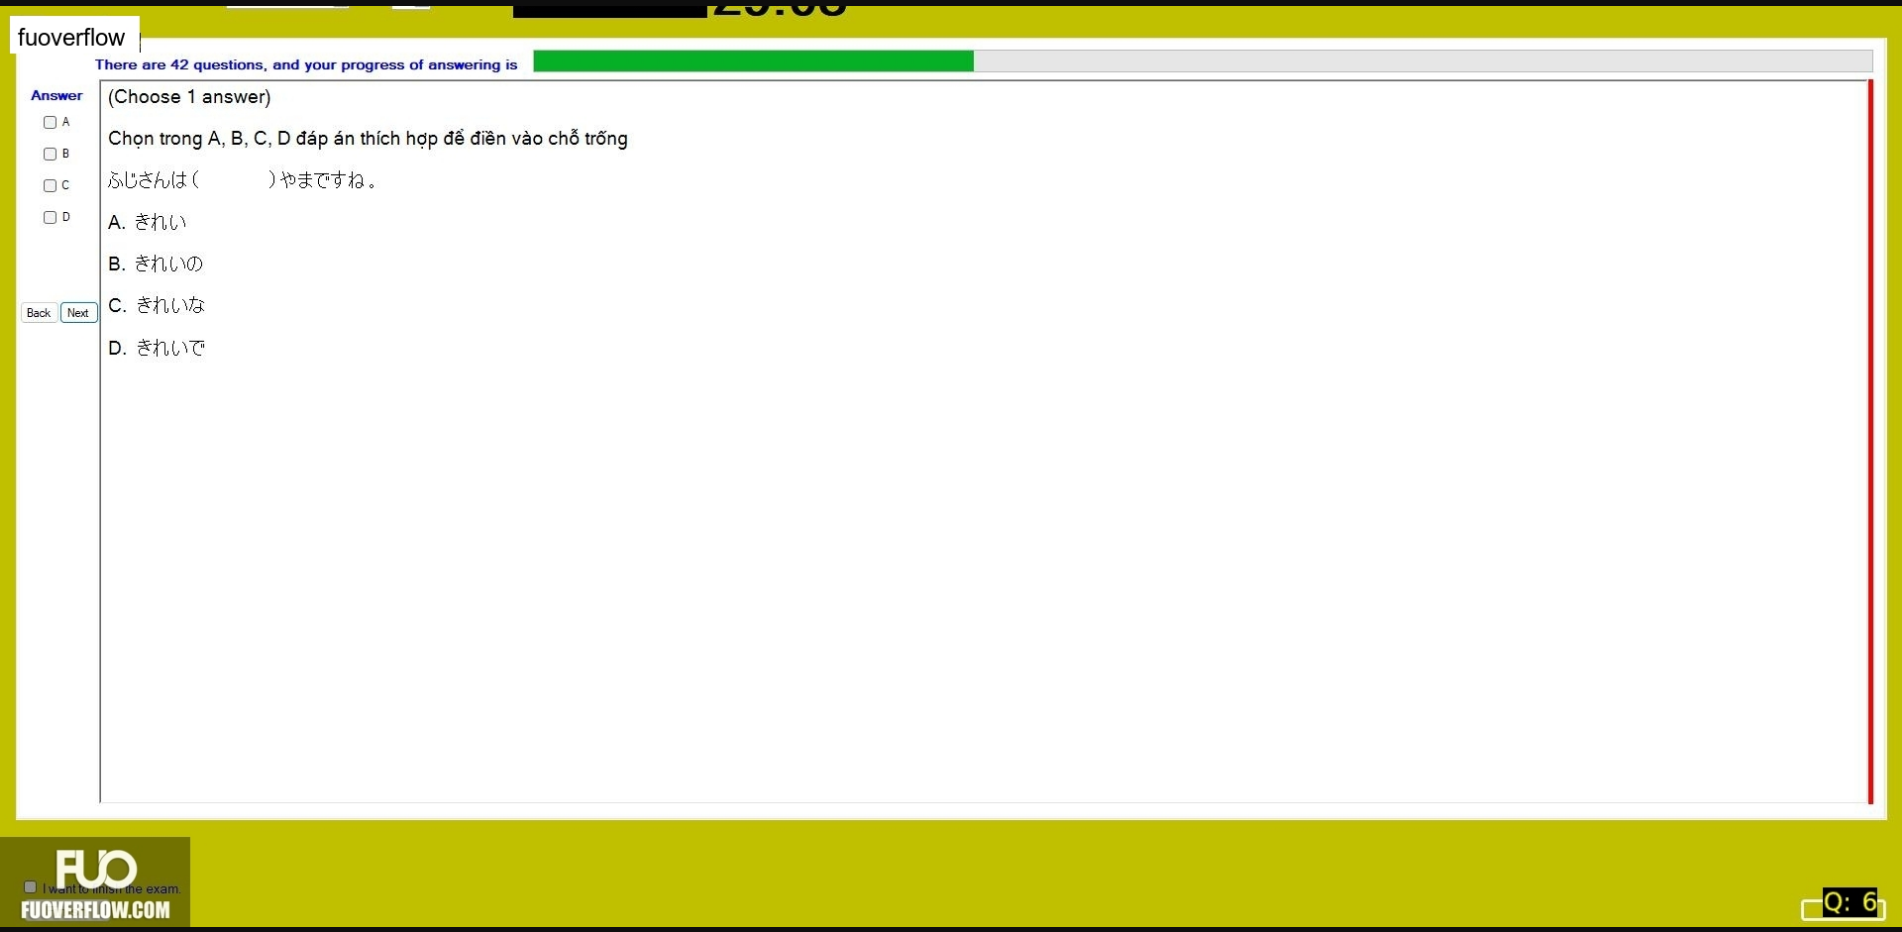 fuoverflow
There are 42 questions, and your progress of answering is
Answer
(Choose 1 answer)
A
B
C
D
Back Next
Chọn trong A, B, C, D đáp án thích hợp để điền vào chỗ trống
ふじさんは ( ) やまですね。
A. きれい
B. きれいの
C. きれいな
D. きれいで
FUO
I want to finish the exam.
FUOVERFLOW.COM
Q: 6